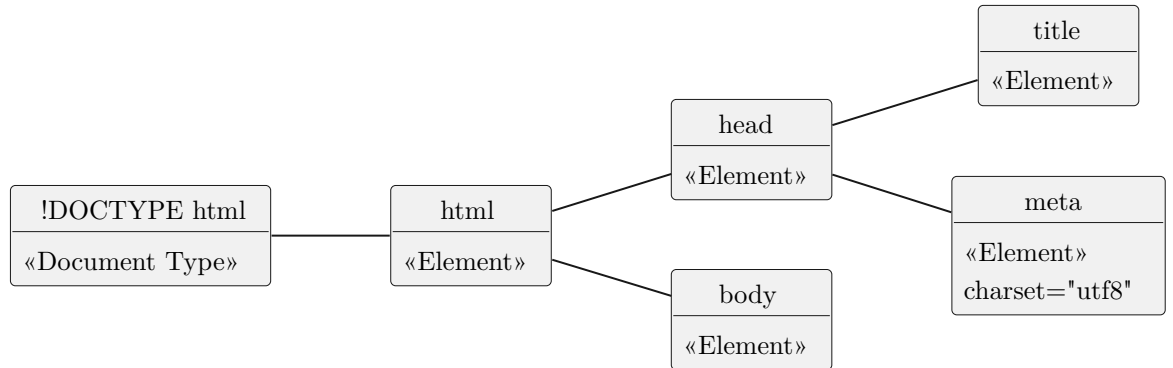 !DOCTYPE html
«Document Type»
html
«Element»
head
«Element»
body
«Element»
title
«Element»
meta
«Element»
charset="utf8"